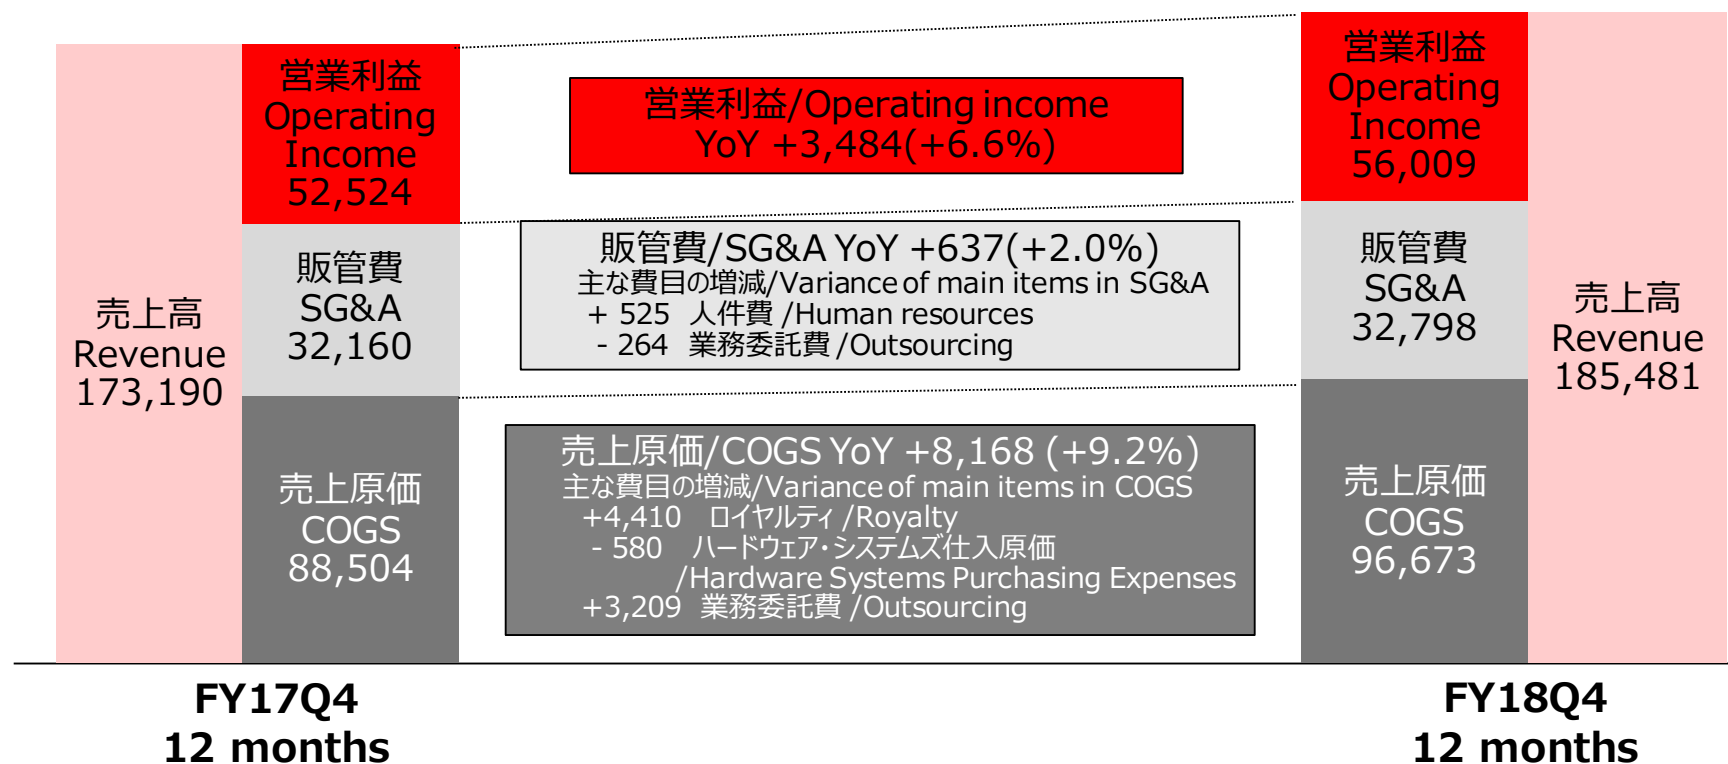 売上高
Revenue
173,190
営業利益
Operating
Income
52,524
販管費
SG&A
32,160
売上原価
COGS
88,504
営業利益/Operating income
YoY +3,484(+6.6%)
販管費/SG&A YoY +637(+2.0%)
主な費目の増減/Variance of main items in SG&A
+ 525 人件費 /Human resources
- 264 業務委託費 /Outsourcing
売上原価/COGS YoY +8,168 (+9.2%)
主な費目の増減/Variance of main items in COGS
+4,410 ロイヤルティ /Royalty
- 580 ハードウェア・システムズ仕入原価
/Hardware Systems Purchasing Expenses
+3,209 業務委託費 /Outsourcing
営業利益
Operating
Income
56,009
販管費
SG&A
32,798
売上原価
COGS
96,673
売上高
Revenue
185,481
FY17Q4
12 months
FY18Q4
12 months